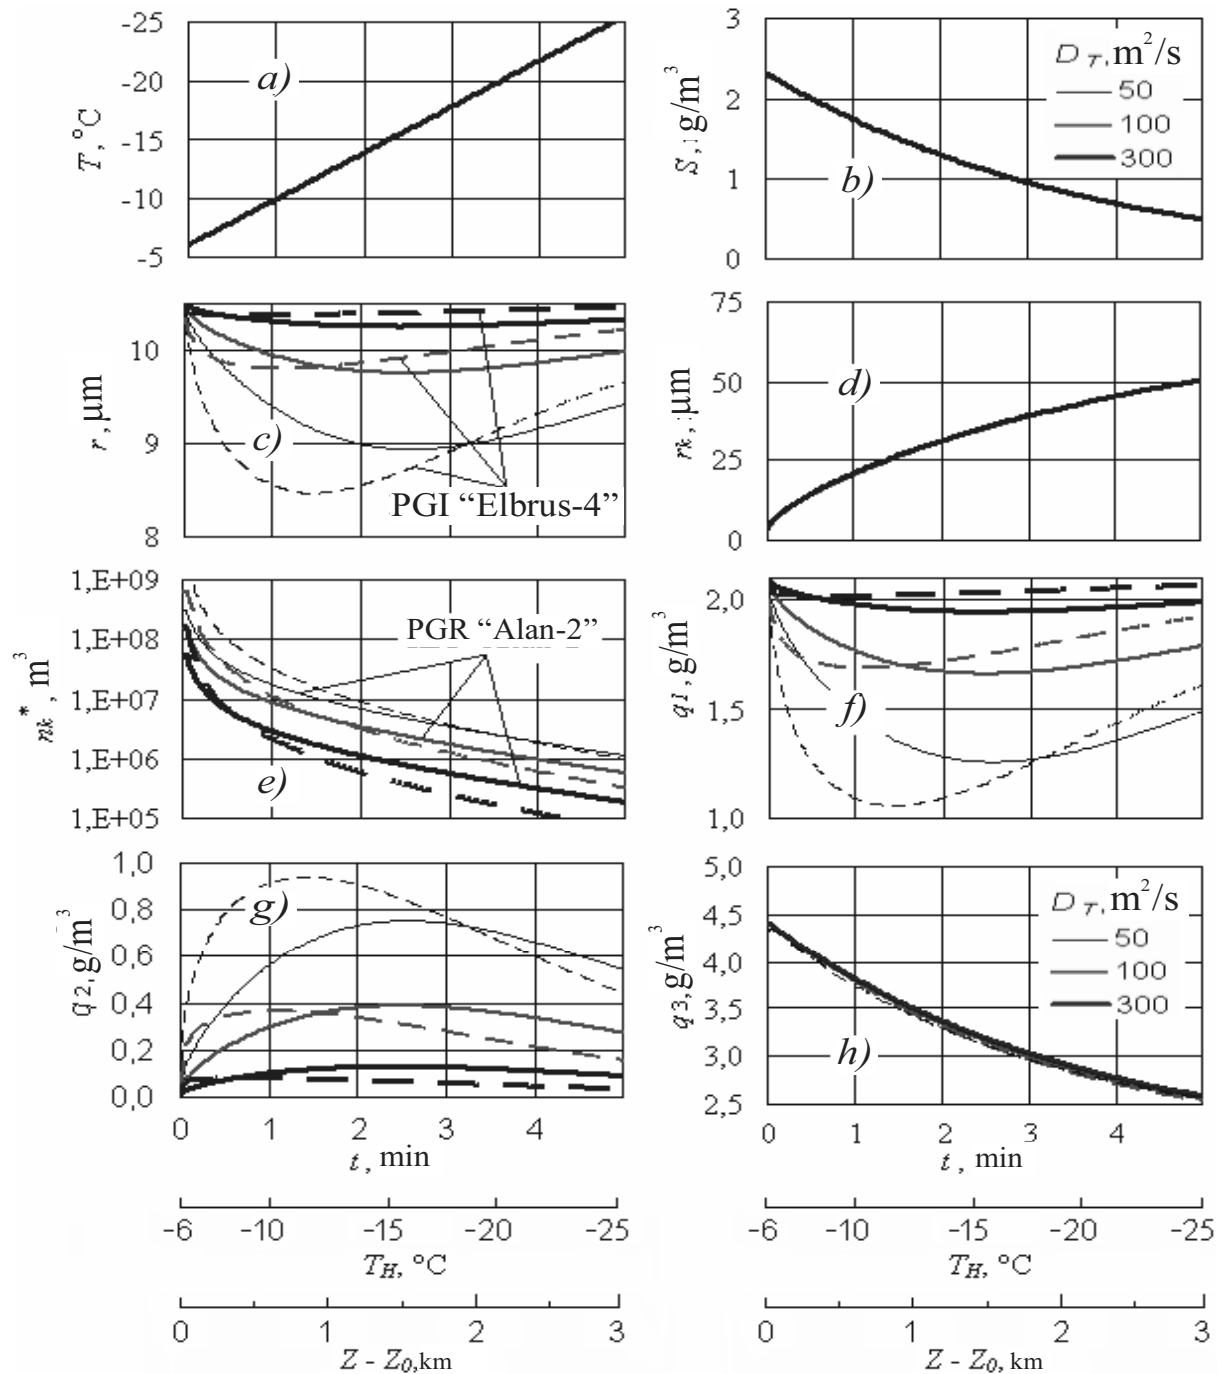 -25
-20
-15
-10
-5
T, °C
a)
3
2
1
0
S, g/m³
b)
D T, m²/s
50
100
300
10
9
8
r, μm
c)
PGI “Elbrus-4”
75
50
25
0
rk, μm
d)
1,E+09
1,E+08
1,E+07
1,E+06
1,E+05
nk*, m³
PGR “Alan-2”
e)
2,0
1,5
1,0
q1, g/m³
f)
1,0
0,8
0,6
0,4
0,2
0,0
q2, g/m³
g)
0 1 2 3 4
t, min
5,0
4,5
4,0
3,5
3,0
2,5
q3, g/m³
h)
D T, m²/s
50
100
300
0 1 2 3 4
t, min
-6 -10 -15 -20 -25
T_H, °C
-6 -10 -15 -20 -25
T_H, °C
0 1 2 3
Z - Z₀,km
0 1 2 3
Z - Z₀, km